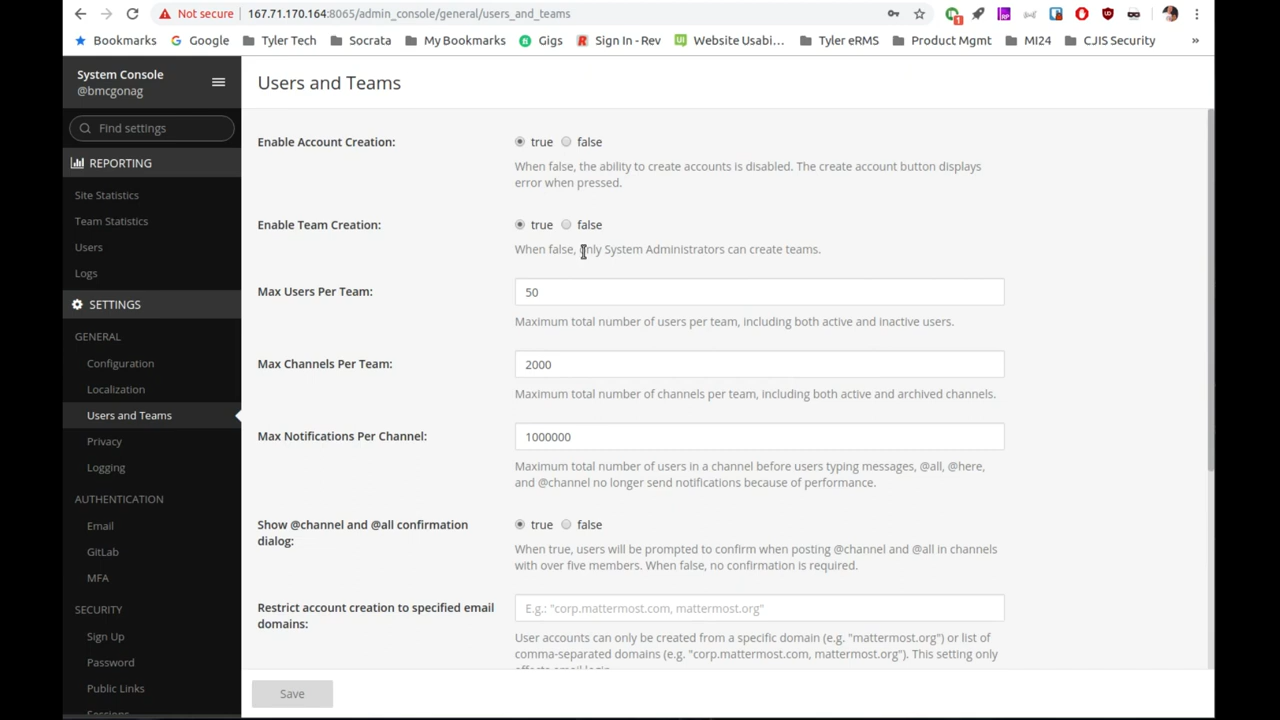 Not secure 167.71.170.164:8065/admin_console/general/users_and_teams
1
Bookmarks Google Tyler Tech Socrata My Bookmarks Gigs Sign In - Rev Website Usabi... Tyler eRMS Product Mgmt MI24 CJIS Security »
System Console
@bmcgonag
Find settings
REPORTING
Site Statistics
Team Statistics
Users
Logs
SETTINGS
GENERAL
Configuration
Localization
Users and Teams
Privacy
Logging
AUTHENTICATION
Email
GitLab
MFA
SECURITY
Sign Up
Password
Public Links
Sessions
Users and Teams
Enable Account Creation: true false
When false, the ability to create accounts is disabled. The create account button displays
error when pressed.
Enable Team Creation: true false
When false, only System Administrators can create teams.
Max Users Per Team: 50
Maximum total number of users per team, including both active and inactive users.
Max Channels Per Team: 2000
Maximum total number of channels per team, including both active and archived channels.
Max Notifications Per Channel: 1000000
Maximum total number of users in a channel before users typing messages, @all, @here,
and @channel no longer send notifications because of performance.
Show @channel and @all confirmation
dialog:
true false
When true, users will be prompted to confirm when posting @channel and @all in channels
with over five members. When false, no confirmation is required.
Restrict account creation to specified email
domains:
E.g.: "corp.mattermost.com, mattermost.org"
User accounts can only be created from a specific domain (e.g. "mattermost.org") or list of
comma-separated domains (e.g. "corp.mattermost.com, mattermost.org"). This setting only
affects email login.
Save